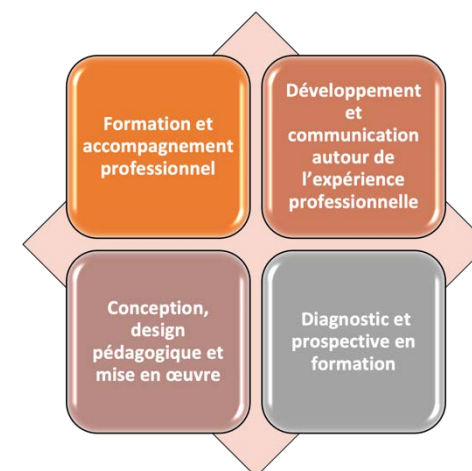 Formation et
accompagnement
professionnel
Développement
et
communication
autour de
l’expérience
professionnelle
Conception,
design
pédagogique et
mise en œuvre
Diagnostic et
prospective en
formation